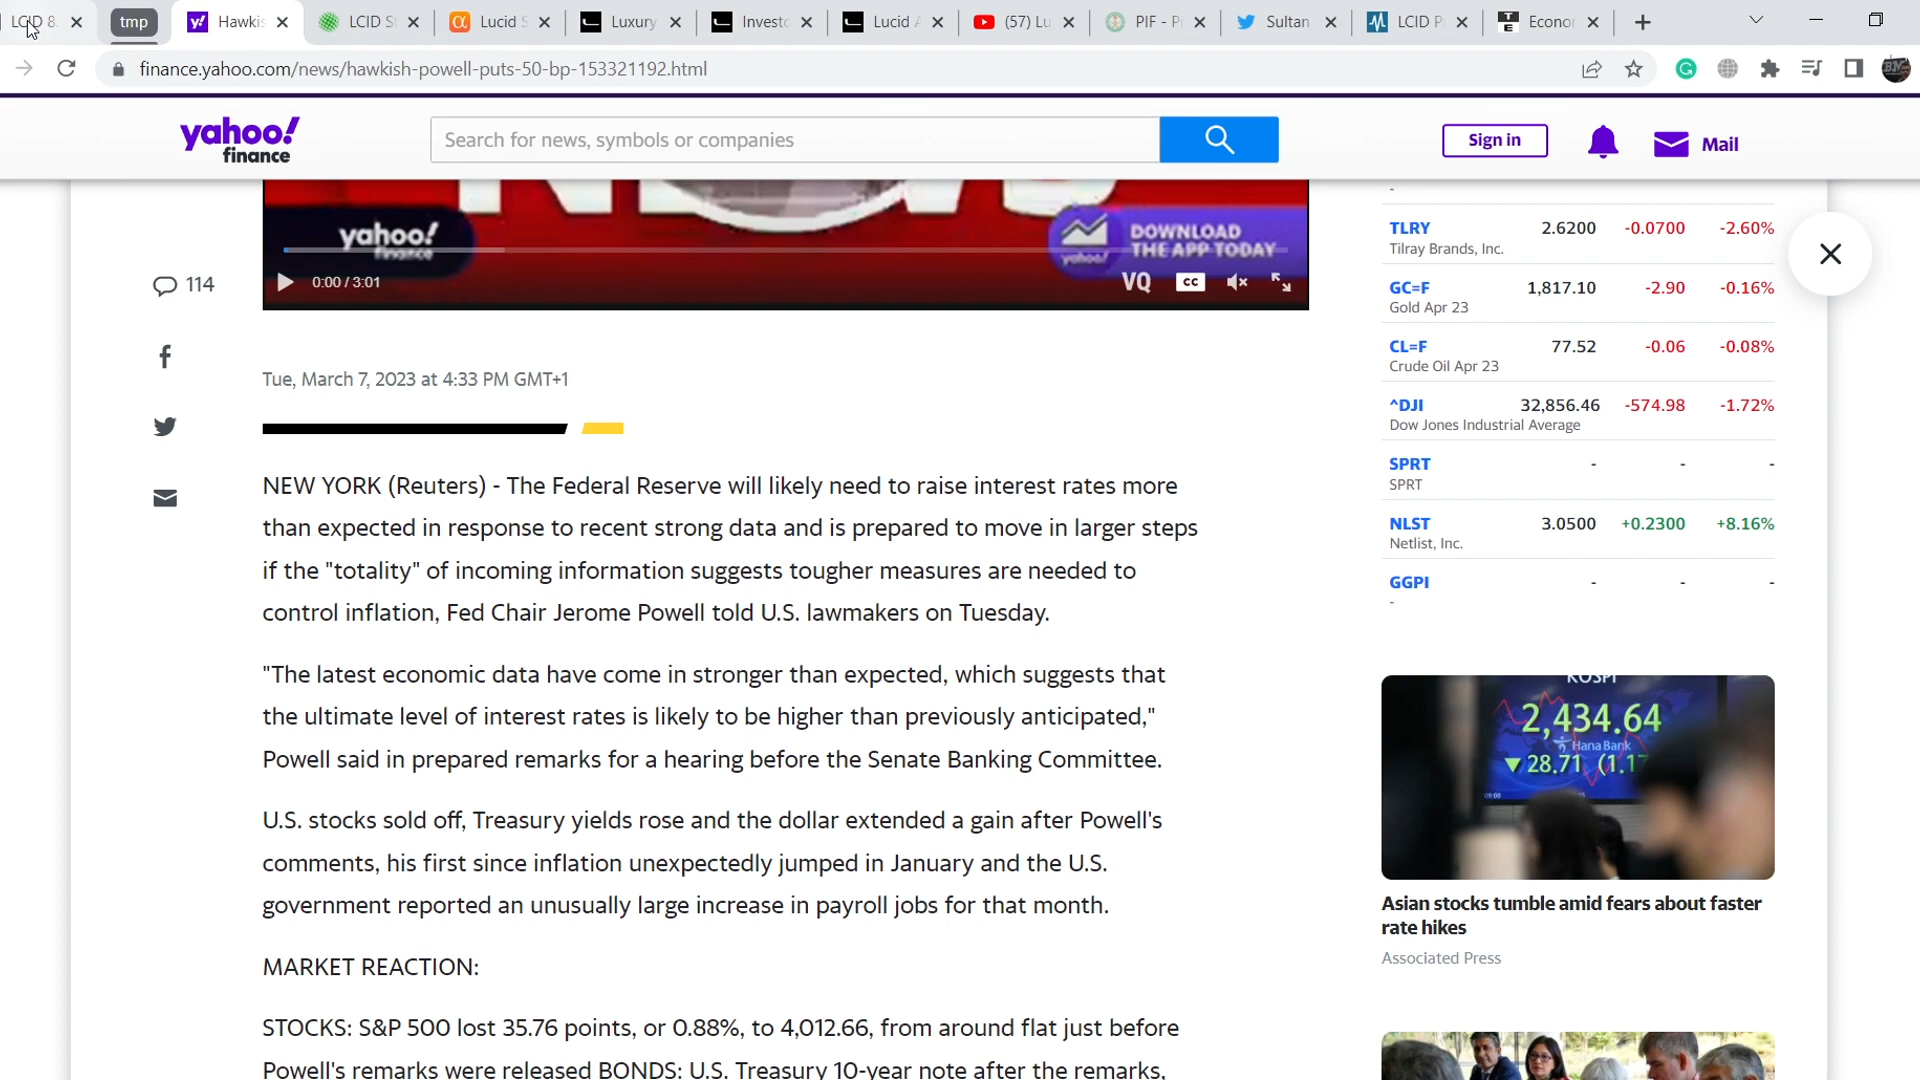 LCID 8
tmp
Hawkis
LCID S
Lucid S
Luxury
Investo
Lucid A
(57) Lu
PIF - P
Sultan
LCID P
Econor
finance.yahoo.com/news/hawkish-powell-puts-50-bp-153321192.html
yahoo!
finance
Search for news, symbols or companies
Sign in
Mail
yahoo!
finance
DOWNLOAD
THE APP TODAY
yahoo!
0:00 / 3:01
VQ
CC
114
Tue, March 7, 2023 at 4:33 PM GMT+1
NEW YORK (Reuters) - The Federal Reserve will likely need to raise interest rates more
than expected in response to recent strong data and is prepared to move in larger steps
if the "totality" of incoming information suggests tougher measures are needed to
control inflation, Fed Chair Jerome Powell told U.S. lawmakers on Tuesday.
"The latest economic data have come in stronger than expected, which suggests that
the ultimate level of interest rates is likely to be higher than previously anticipated,"
Powell said in prepared remarks for a hearing before the Senate Banking Committee.
U.S. stocks sold off, Treasury yields rose and the dollar extended a gain after Powell's
comments, his first since inflation unexpectedly jumped in January and the U.S.
government reported an unusually large increase in payroll jobs for that month.
MARKET REACTION:
STOCKS: S&P 500 lost 35.76 points, or 0.88%, to 4,012.66, from around flat just before
Powell's remarks were released BONDS: U.S. Treasury 10-year note after the remarks,
-
TLRY 2.6200 -0.0700 -2.60%
Tilray Brands, Inc.
GC=F 1,817.10 -2.90 -0.16%
Gold Apr 23
CL=F 77.52 -0.06 -0.08%
Crude Oil Apr 23
^DJI 32,856.46 -574.98 -1.72%
Dow Jones Industrial Average
SPRT - - -
SPRT
NLST 3.0500 +0.2300 +8.16%
Netlist, Inc.
GGPI - - -
-
KOSPI
2,434.64
Hana Bank
▼28.71 (1.17
Asian stocks tumble amid fears about faster
rate hikes
Associated Press